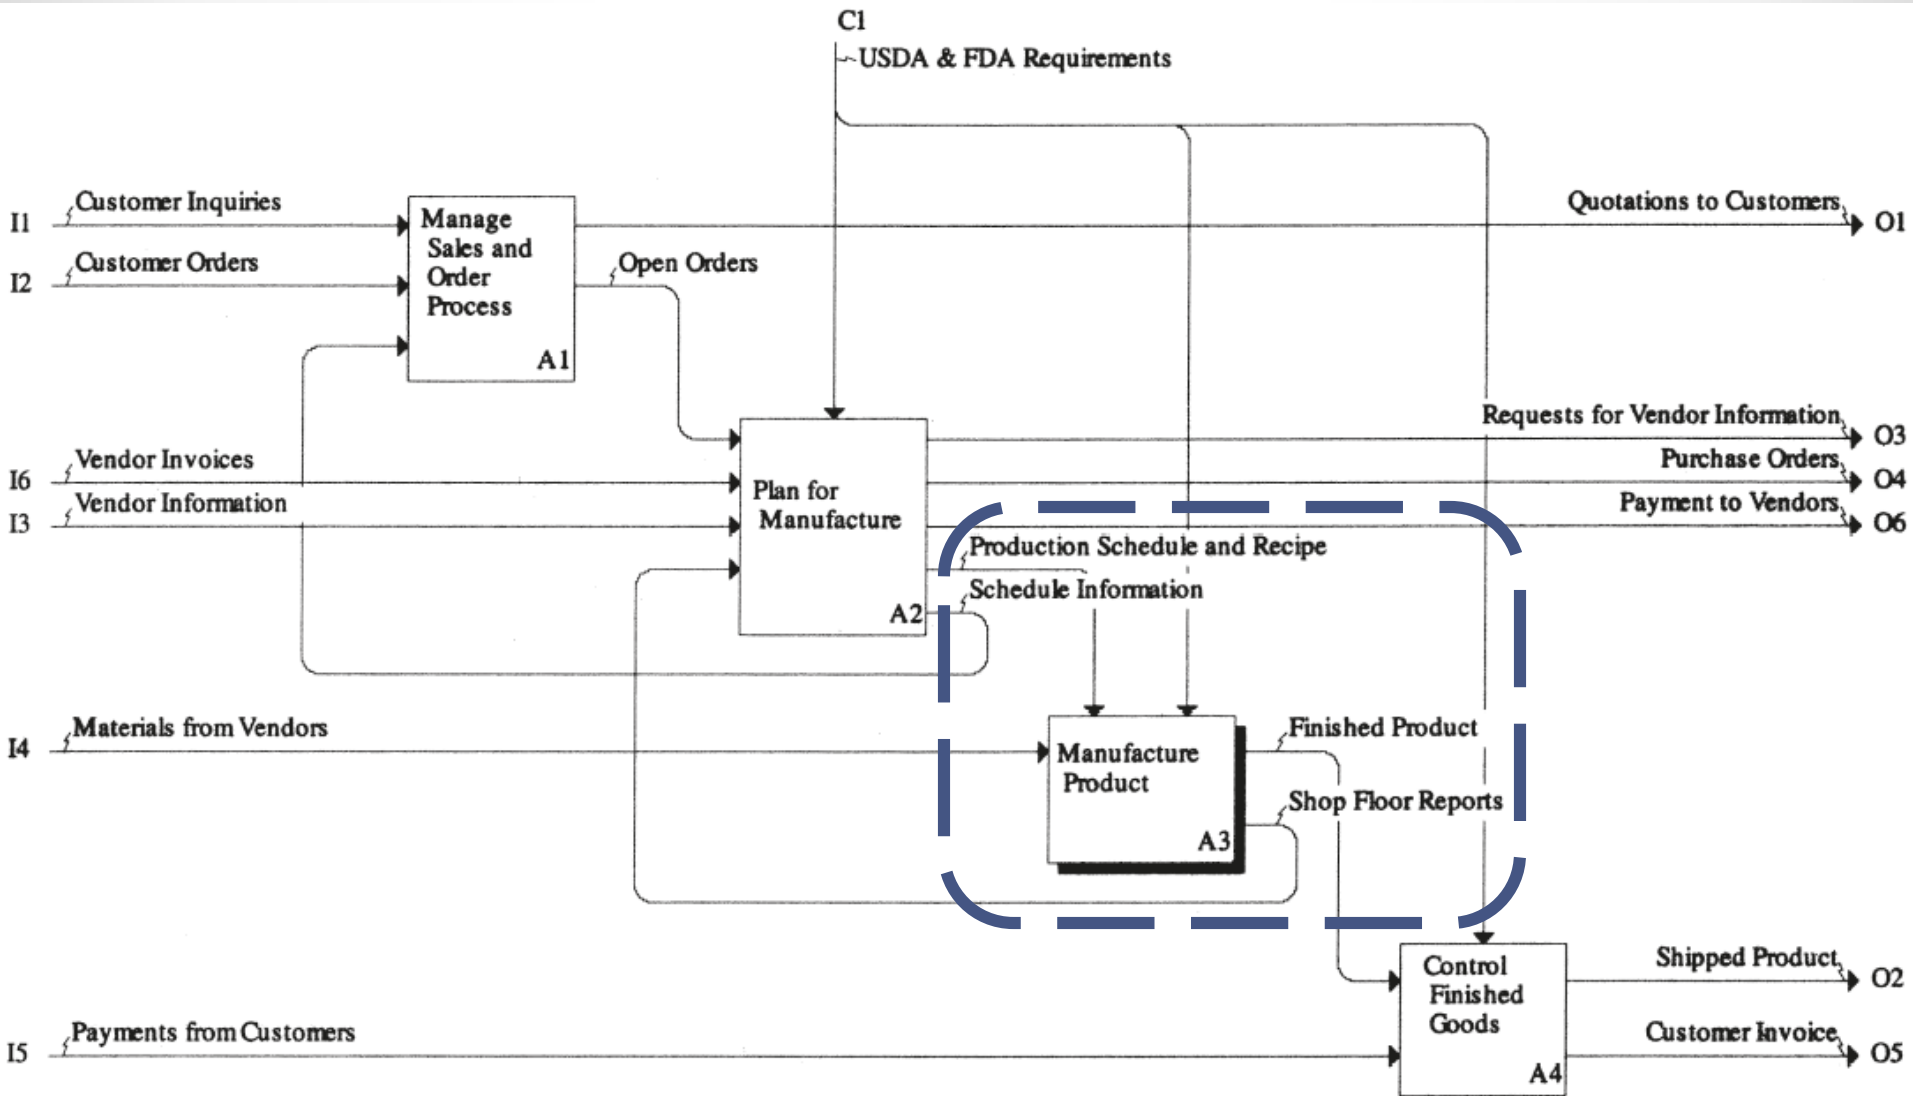 C1
USDA & FDA Requirements
I1
Customer Inquiries
Manage
Sales and
Order
Process
A1
Quotations to Customers
O1
I2
Customer Orders
Open Orders
Requests for Vendor Information
O3
I6
Vendor Invoices
Purchase Orders
O4
I3
Vendor Information
Plan for
Manufacture
A2
Payment to Vendors
O6
Production Schedule and Recipe
Schedule Information
I4
Materials from Vendors
Manufacture
Product
A3
Finished Product
Shop Floor Reports
Control
Finished
Goods
A4
Shipped Product
O2
I5
Payments from Customers
Customer Invoice
O5